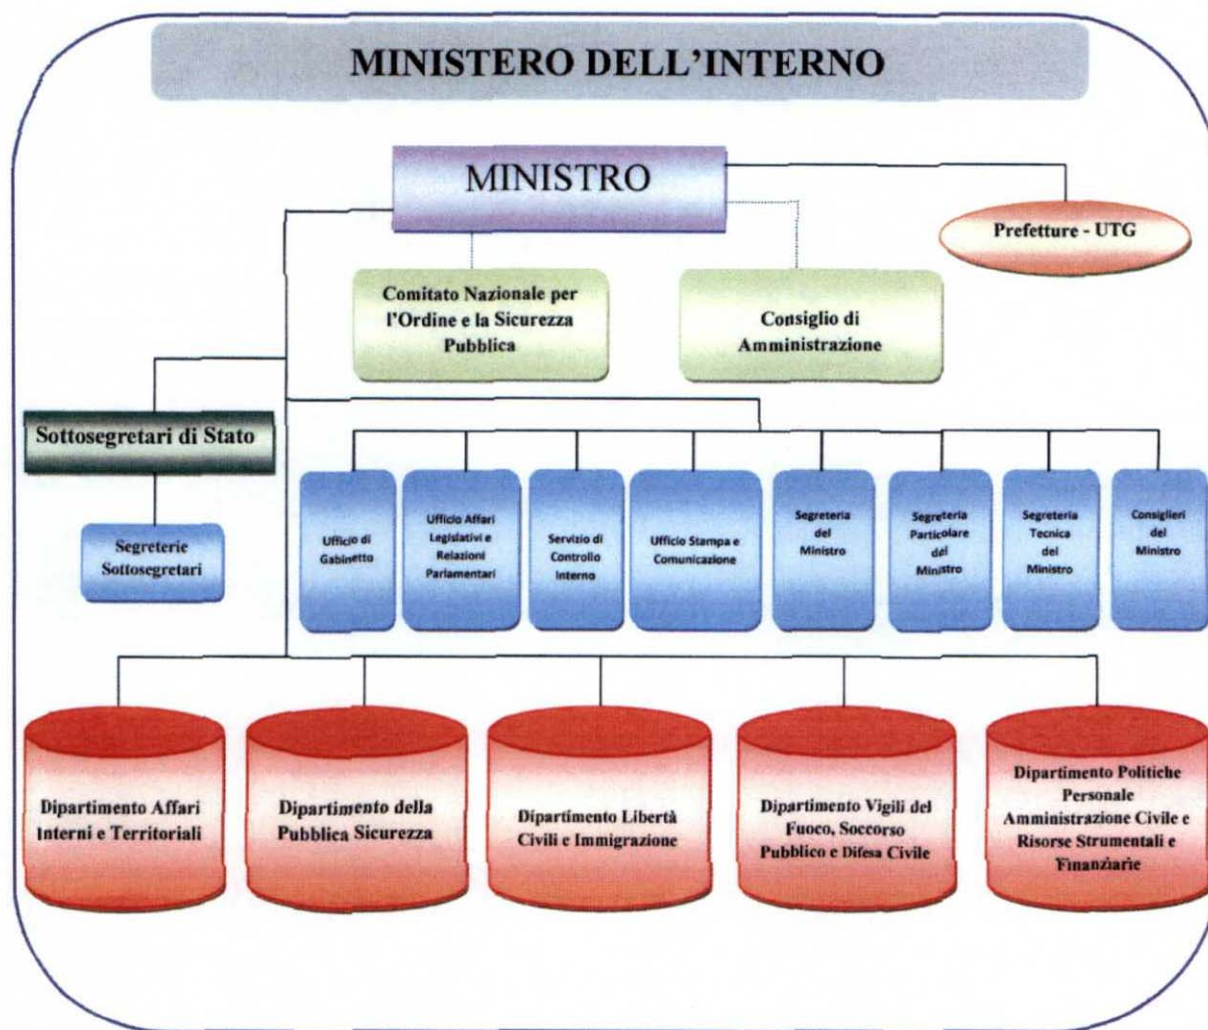 MINISTERO DELL'INTERNO
MINISTRO
Prefetture - UTG
Comitato Nazionale per
l'Ordine e la Sicurezza
Pubblica
Consiglio di
Amministrazione
Sottosegretari di Stato
Segreterie
Sottosegretari
Ufficio di
Gabinetto
Ufficio Affari
Legislativi e
Relazioni
Parlamentari
Servizio di
Controllo
Interno
Ufficio Stampa e
Comunicazione
Segreteria
del
Ministro
Segreteria
Particolare
del
Ministro
Segreteria
Tecnica
del
Ministro
Consiglieri
del
Ministro
Dipartimento Affari
Interni e Territoriali
Dipartimento della
Pubblica Sicurezza
Dipartimento Libertà
Civili e Immigrazione
Dipartimento Vigili del
Fuoco, Soccorso
Pubblico e Difesa Civile
Dipartimento Politiche
Personale
Amministrazione Civile e
Risorse Strumentali e
Finanziarie